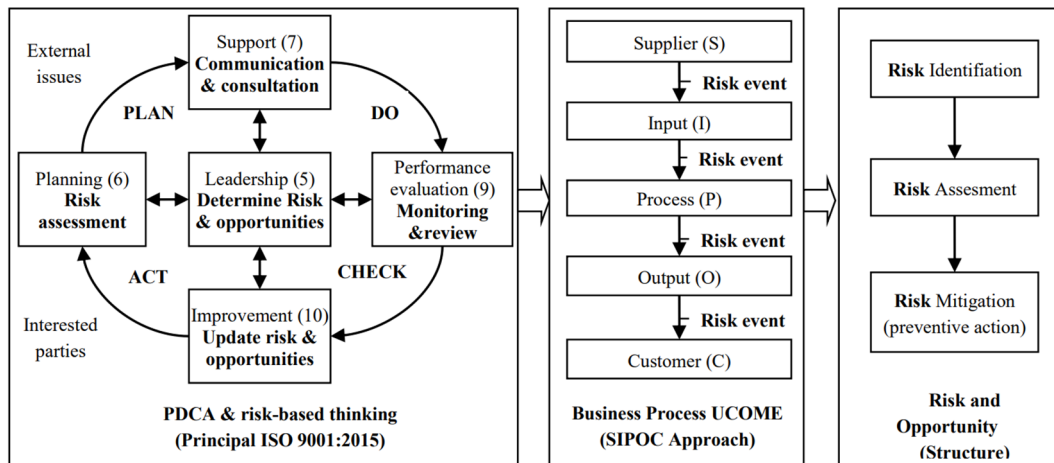 External
issues
Support (7)
Communication
& consultation
PLAN
DO
Planning (6)
Risk
assessment
Leadership (5)
Determine Risk
& opportunities
Performance
evaluation (9)
Monitoring
&review
ACT
CHECK
Interested
parties
Improvement (10)
Update risk &
opportunities
PDCA & risk-based thinking
(Principal ISO 9001:2015)
Supplier (S)
Risk event
Input (I)
Risk event
Process (P)
Risk event
Output (O)
Risk event
Customer (C)
Business Process UCOME
(SIPOC Approach)
Risk Identifiation
Risk Assesment
Risk Mitigation
(preventive action)
Risk and
Opportunity
(Structure)